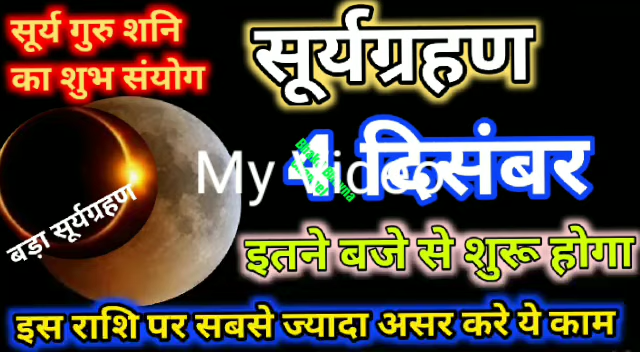 सूर्य गुरु शनि
का शुभ संयोग
सूर्यग्रहण
4 दिसंबर
My Video
बड़ा सूर्यग्रहण
इतने बजे से शुरू होगा
इस राशि पर सबसे ज्यादा असर करे ये काम